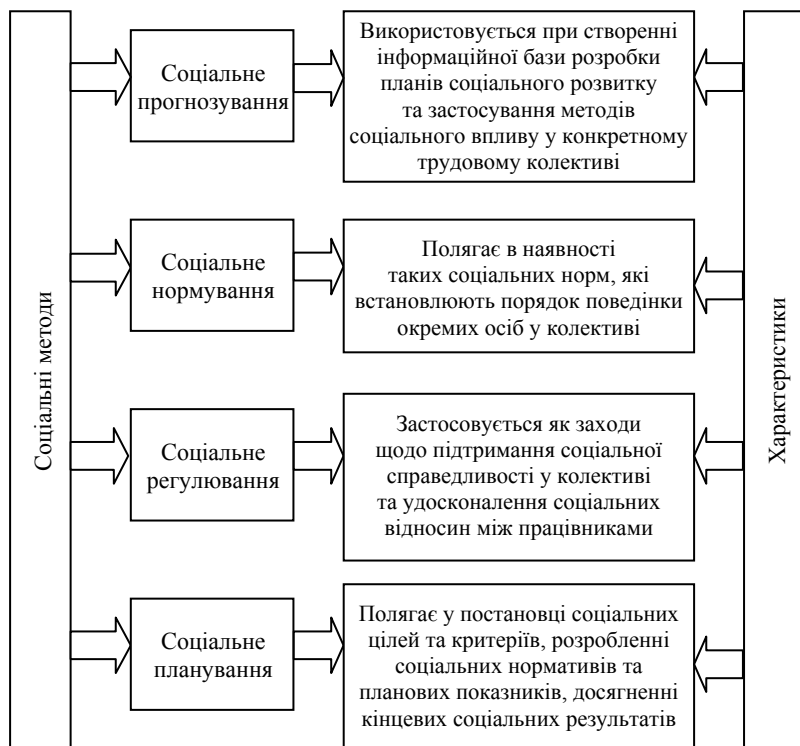 Соціальні методи
Соціальне
прогнозування
Використовується при створенні
інформаційної бази розробки
планів соціального розвитку
та застосування методів
соціального впливу у конкретному
трудовому колективі
Соціальне
нормування
Полягає в наявності
таких соціальних норм, які
встановлюють порядок поведінки
окремих осіб у колективі
Соціальне
регулювання
Застосовується як заходи
щодо підтримання соціальної
справедливості у колективі
та удосконалення соціальних
відносин між працівниками
Соціальне
планування
Полягає у постановці соціальних
цілей та критеріїв, розробленні
соціальних нормативів та
планових показників, досягненні
кінцевих соціальних результатів
Характеристики